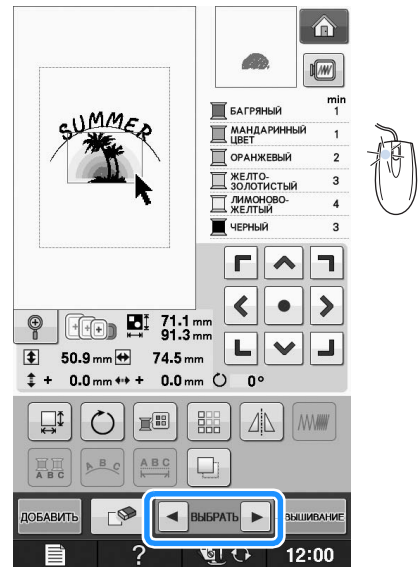 SUMMER
min
БАГРЯНЫЙ 1
МАНДАРИННЫЙ
ЦВЕТ 1
ОРАНЖЕВЫЙ 2
ЖЕЛТО-
ЗОЛОТИСТЫЙ 3
ЛИМОНОВО-
ЖЕЛТЫЙ 4
ЧЕРНЫЙ 3
71.1 mm
91.3 mm
50.9 mm 74.5 mm
+ 0.0 mm + 0.0 mm 0°
A B C A B C A B C
ДОБАВИТЬ ВЫБРАТЬ ВЫШИВАНИЕ
? 12:00